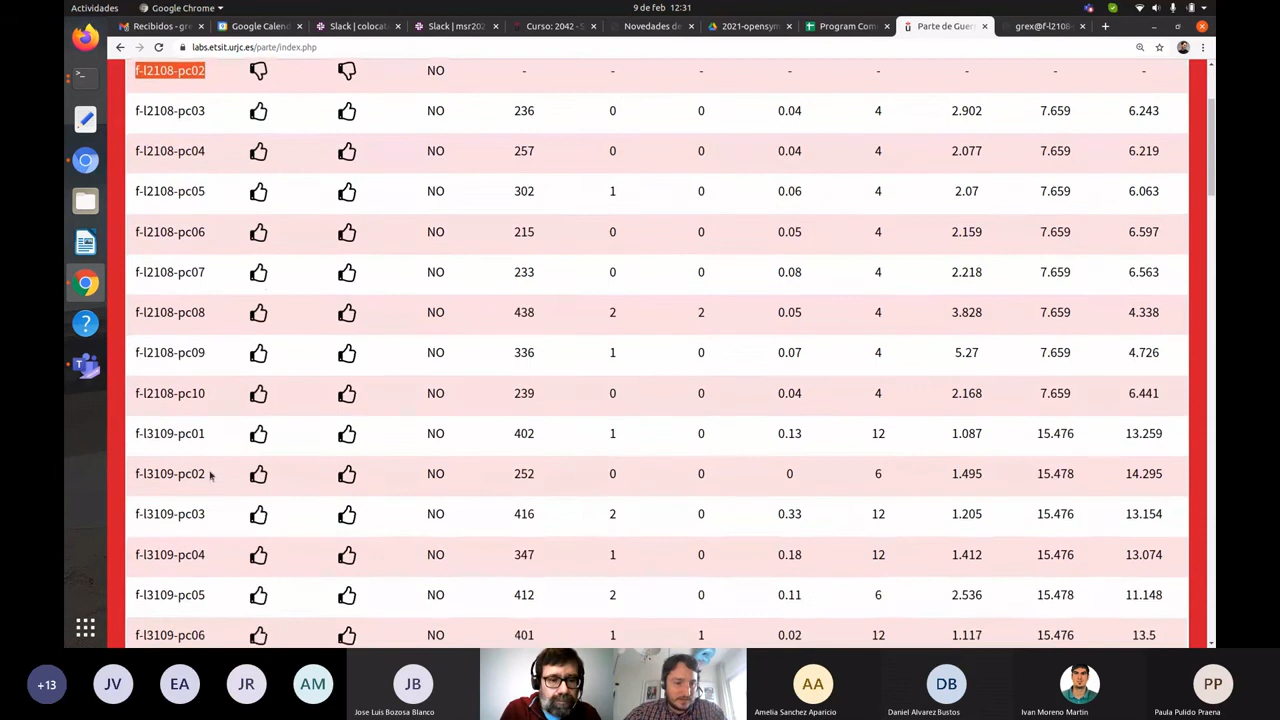 Actividades Google Chrome 9 de feb 12:31
Recibidos - gre Google Calend Slack | colocat Slack | msr202 Curso: 2042 - S Novedades de 2021-opensym Program Com Parte de Guer grex@f-l2108-
labs.etsit.urjc.es/parte/index.php
f-l2108-pc02 NO - - - - - - - -
f-l2108-pc03 NO 236 0 0 0.04 4 2.902 7.659 6.243
f-l2108-pc04 NO 257 0 0 0.04 4 2.077 7.659 6.219
f-l2108-pc05 NO 302 1 0 0.06 4 2.07 7.659 6.063
f-l2108-pc06 NO 215 0 0 0.05 4 2.159 7.659 6.597
f-l2108-pc07 NO 233 0 0 0.08 4 2.218 7.659 6.563
f-l2108-pc08 NO 438 2 2 0.05 4 3.828 7.659 4.338
f-l2108-pc09 NO 336 1 0 0.07 4 5.27 7.659 4.726
f-l2108-pc10 NO 239 0 0 0.04 4 2.168 7.659 6.441
f-l3109-pc01 NO 402 1 0 0.13 12 1.087 15.476 13.259
f-l3109-pc02 NO 252 0 0 0 6 1.495 15.478 14.295
f-l3109-pc03 NO 416 2 0 0.33 12 1.205 15.476 13.154
f-l3109-pc04 NO 347 1 0 0.18 12 1.412 15.476 13.074
f-l3109-pc05 NO 412 2 0 0.11 6 2.536 15.478 11.148
f-l3109-pc06 NO 401 1 1 0.02 12 1.117 15.476 13.5
+13 JV EA JR AM JB AA DB PP
Jose Luis Bozosa Blanco Amelia Sanchez Aparicio Daniel Alvarez Bustos Ivan Moreno Martin Paula Pulido Praena